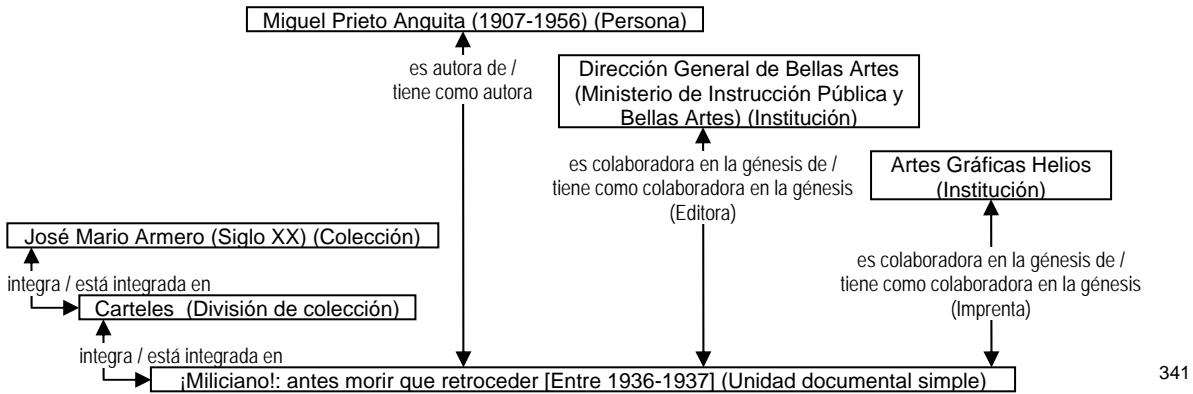 Miguel Prieto Anguita (1907-1956) (Persona)
es autora de /
tiene como autora
Dirección General de Bellas Artes
(Ministerio de Instrucción Pública y
Bellas Artes) (Institución)
es colaboradora en la génesis de /
tiene como colaboradora en la génesis
(Editora)
Artes Gráficas Helios
(Institución)
José Mario Armero (Siglo XX) (Colección)
es colaboradora en la génesis de /
tiene como colaboradora en la génesis
(Imprenta)
integra / está integrada en
Carteles (División de colección)
integra / está integrada en
¡Miliciano!: antes morir que retroceder [Entre 1936-1937] (Unidad documental simple)
341